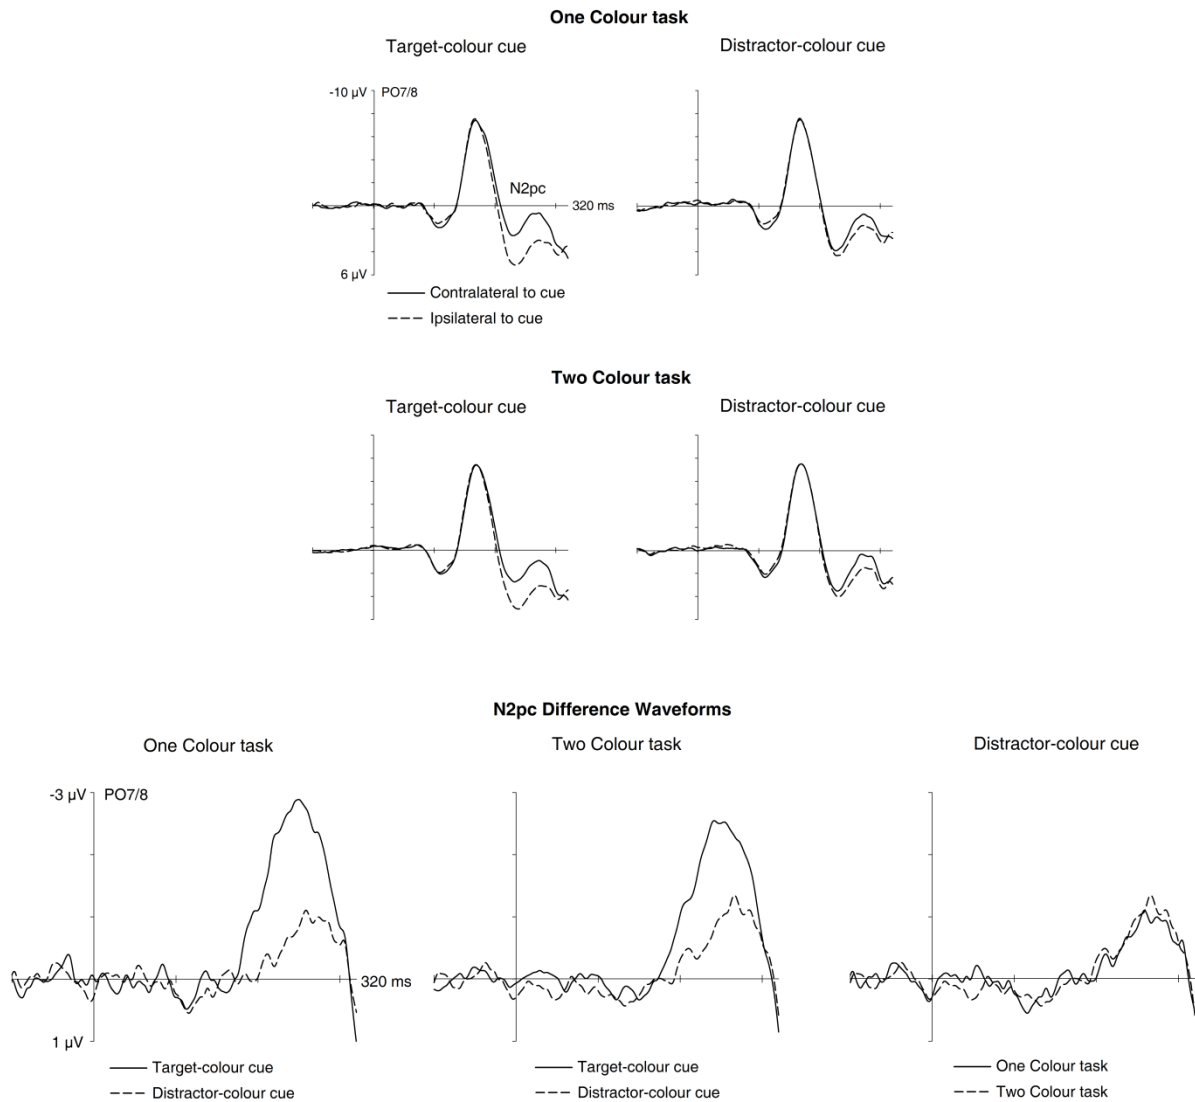 One Colour task
Target-colour cue
Distractor-colour cue
-10 µV
PO7/8
N2pc
320 ms
6 µV
Contralateral to cue
Ipsilateral to cue
Two Colour task
Target-colour cue
Distractor-colour cue
N2pc Difference Waveforms
One Colour task
Two Colour task
Distractor-colour cue
-3 µV
PO7/8
320 ms
1 µV
Target-colour cue
Distractor-colour cue
Target-colour cue
Distractor-colour cue
One Colour task
Two Colour task